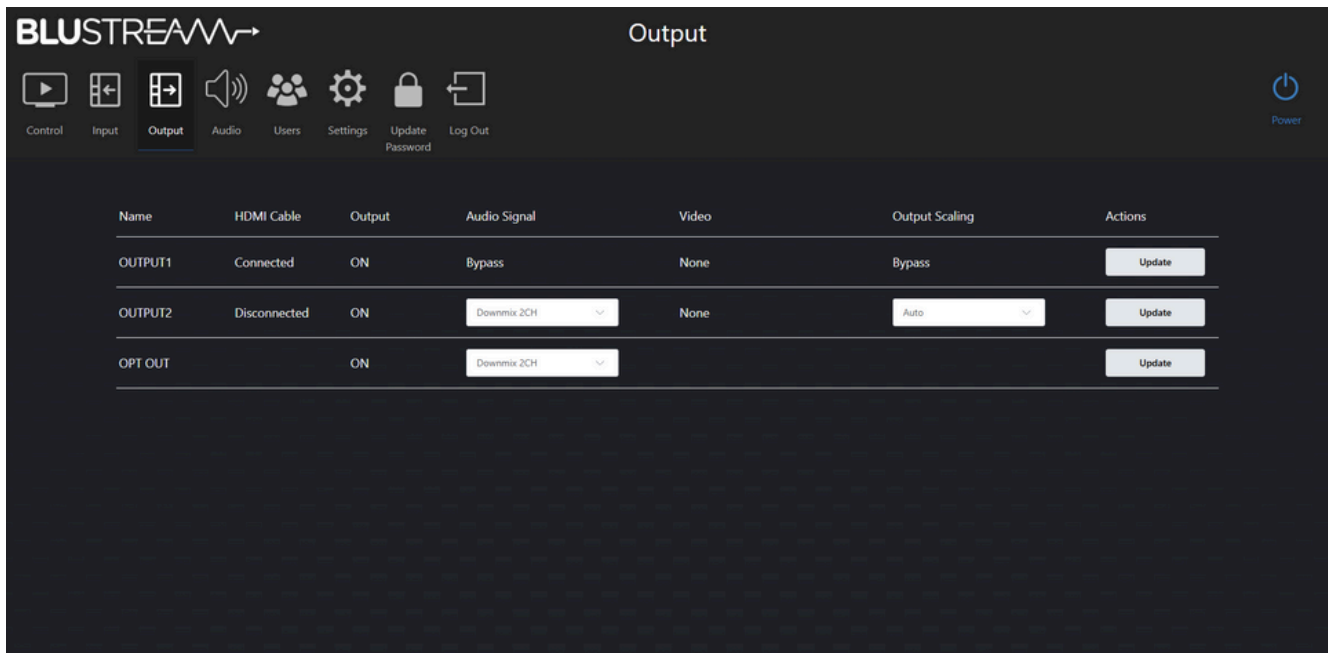 BLUSTREAM
Output
Control
Input
Output
Audio
Users
Settings
Update
Password
Log Out
Power
Name HDMI Cable Output Audio Signal Video Output Scaling Actions
OUTPUT1 Connected ON Bypass None Bypass Update
OUTPUT2 Disconnected ON Downmix 2CH None Auto Update
OPT OUT ON Downmix 2CH Update